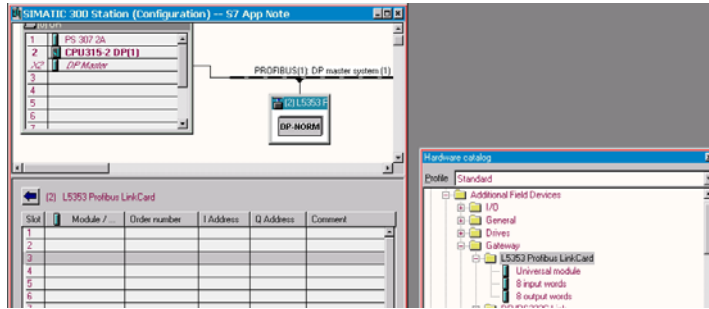 SIMATIC 300 Station (Configuration) -- S7 App Note
1 PS 307 2A
2 CPU315-2 DP(1)
X2 DP Master
3
4
5
6
7
PROFIBUS(1): DP master system (1)
(2) L5353 P
DP-NORM
(2) L5353 Profibus LinkCard
Slot Module / ... Order number I Address Q Address Comment
1
2
3
4
5
6
Hardware catalog
Profile Standard
Additional Field Devices
I/O
General
Drives
Gateway
L5353 Profibus LinkCard
Universal module
8 input words
8 output words